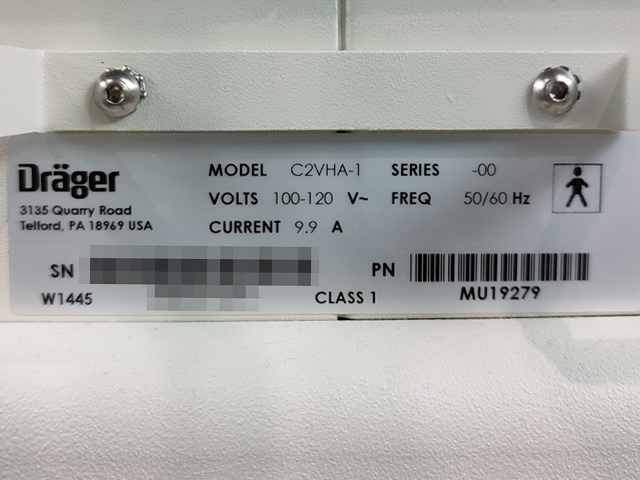 Dräger
3135 Quarry Road
Telford, PA 18969 USA
MODEL C2VHA-1 SERIES -00
VOLTS 100-120 V~ FREQ 50/60 Hz
CURRENT 9.9 A
SN
PN
W1445
CLASS 1
MU19279